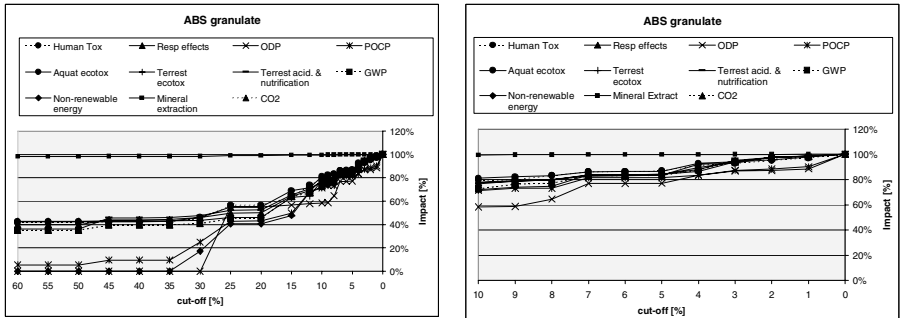 ABS granulate
Human Tox Resp effects ODP POCP
Aquat ecotox Terrest ecotox Terrest acid. & nutrification GWP
Non-renewable energy Mineral extraction CO2
120%
100%
80%
60%
40%
20%
0%
Impact [%]
60 55 50 45 40 35 30 25 20 15 10 5 0
cut-off [%]
ABS granulate
Human Tox Resp effects ODP POCP
Aquat ecotox Terrest ecotox Terrest acid. & nutrification GWP
Non-renewable energy Mineral Extract CO2
120%
100%
80%
60%
40%
20%
0%
Impact [%]
10 9 8 7 6 5 4 3 2 1 0
cut-off [%]